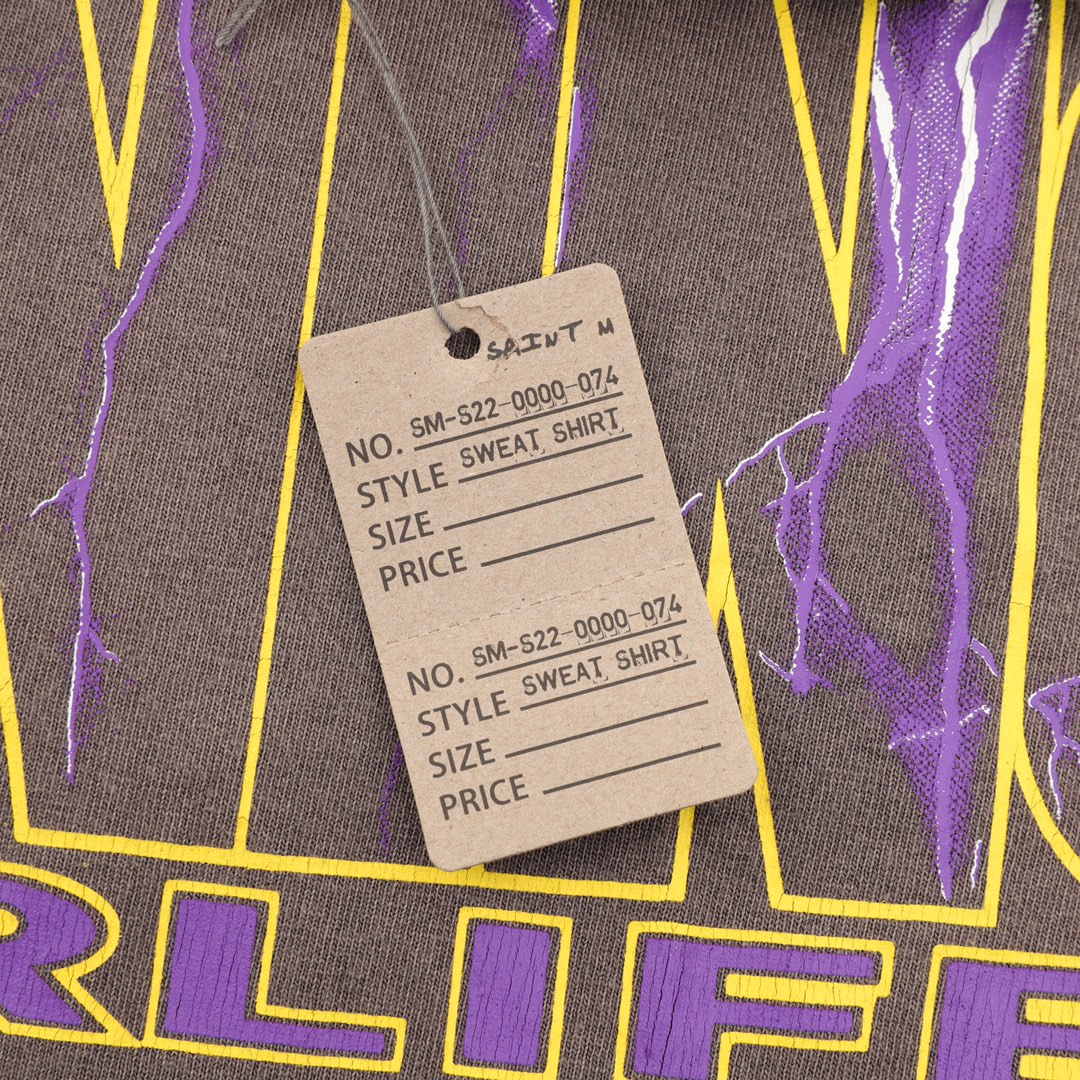 SAINT M
NO. SM-S22-0000-074
STYLE SWEAT SHIRT
SIZE
PRICE
NO. SM-S22-0000-074
STYLE SWEAT SHIRT
SIZE
PRICE
RLIFE